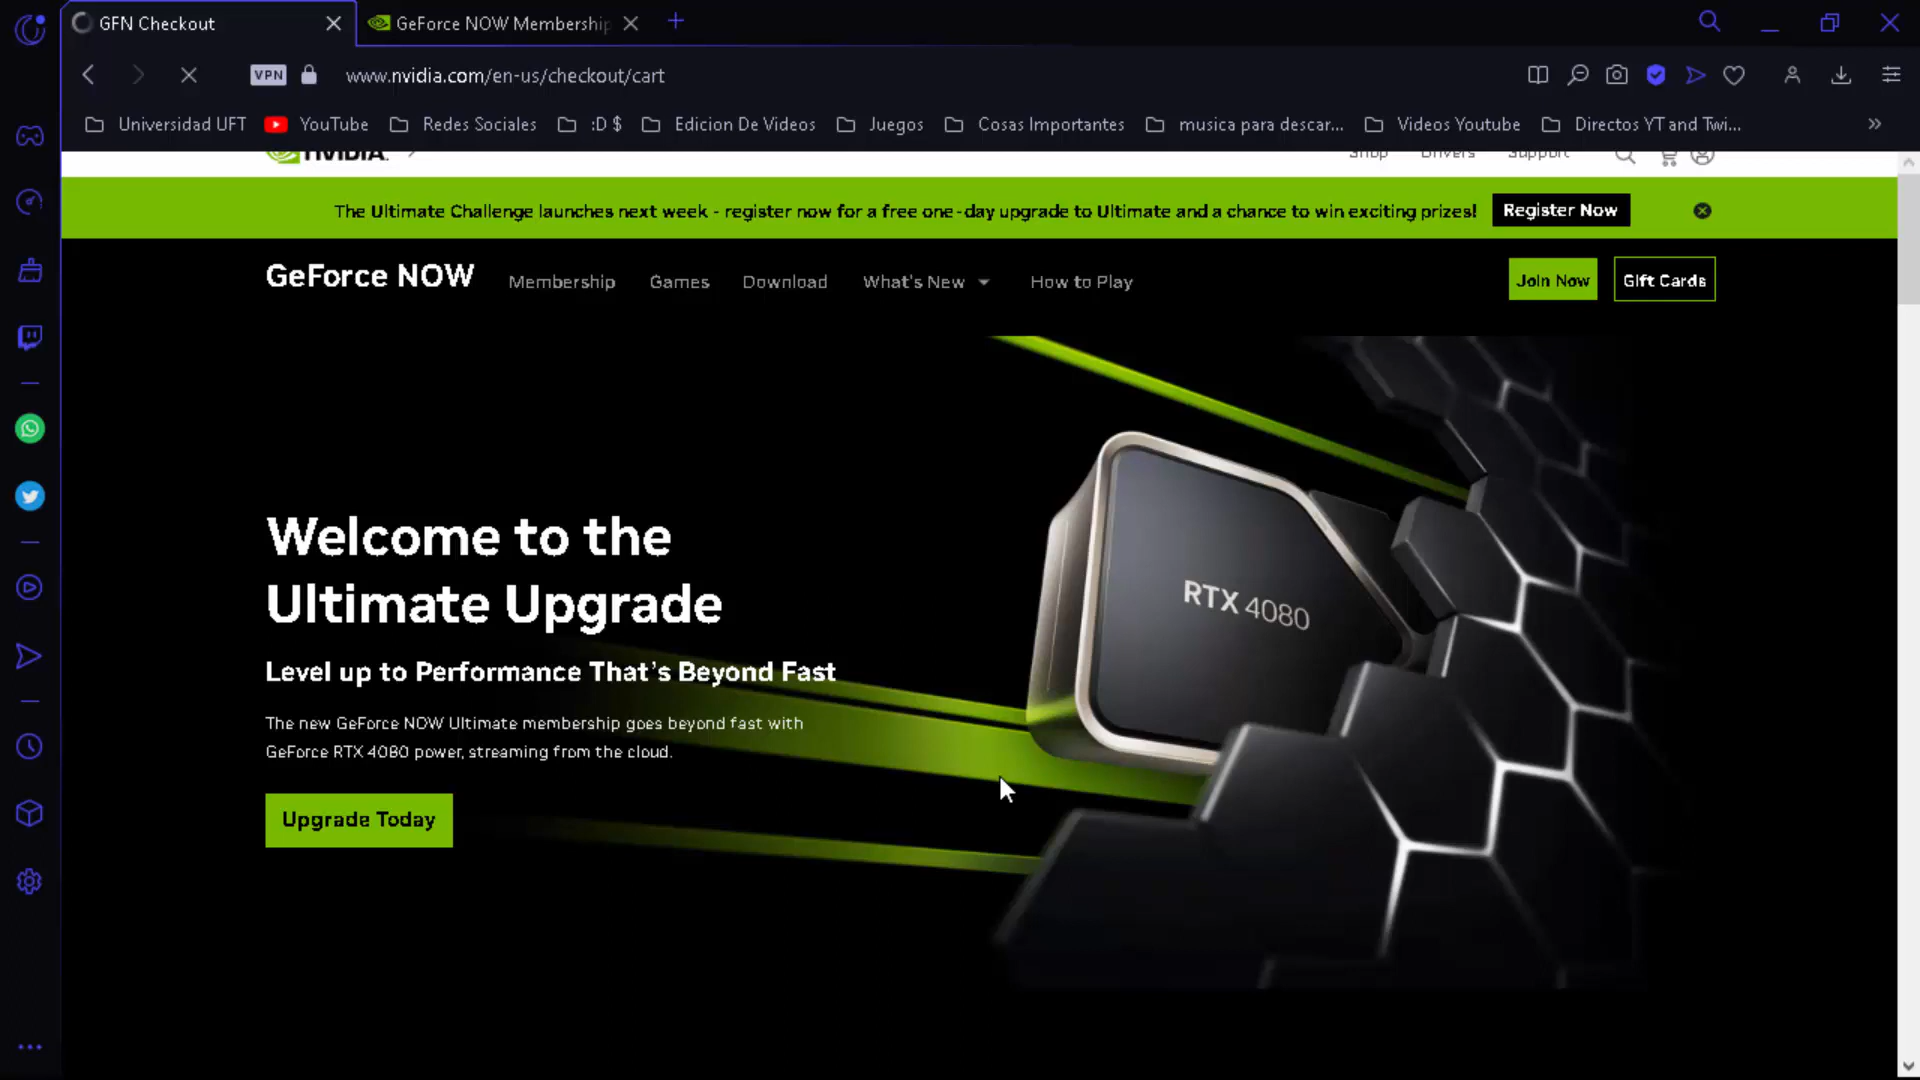 GFN Checkout
GeForce NOW Membership
VPN
www.nvidia.com/en-us/checkout/cart
Universidad UFT
YouTube
Redes Sociales
:D $
Edicion De Videos
Juegos
Cosas Importantes
musica para descar...
Videos Youtube
Directos YT and Twi...
NVIDIA.
Shop
Drivers
Support
The Ultimate Challenge launches next week - register now for a free one-day upgrade to Ultimate and a chance to win exciting prizes!
Register Now
GeForce NOW
Membership
Games
Download
What's New
How to Play
Join Now
Gift Cards
Welcome to the
Ultimate Upgrade
Level up to Performance That's Beyond Fast
The new GeForce NOW Ultimate membership goes beyond fast with
GeForce RTX 4080 power, streaming from the cloud.
Upgrade Today
RTX 4080